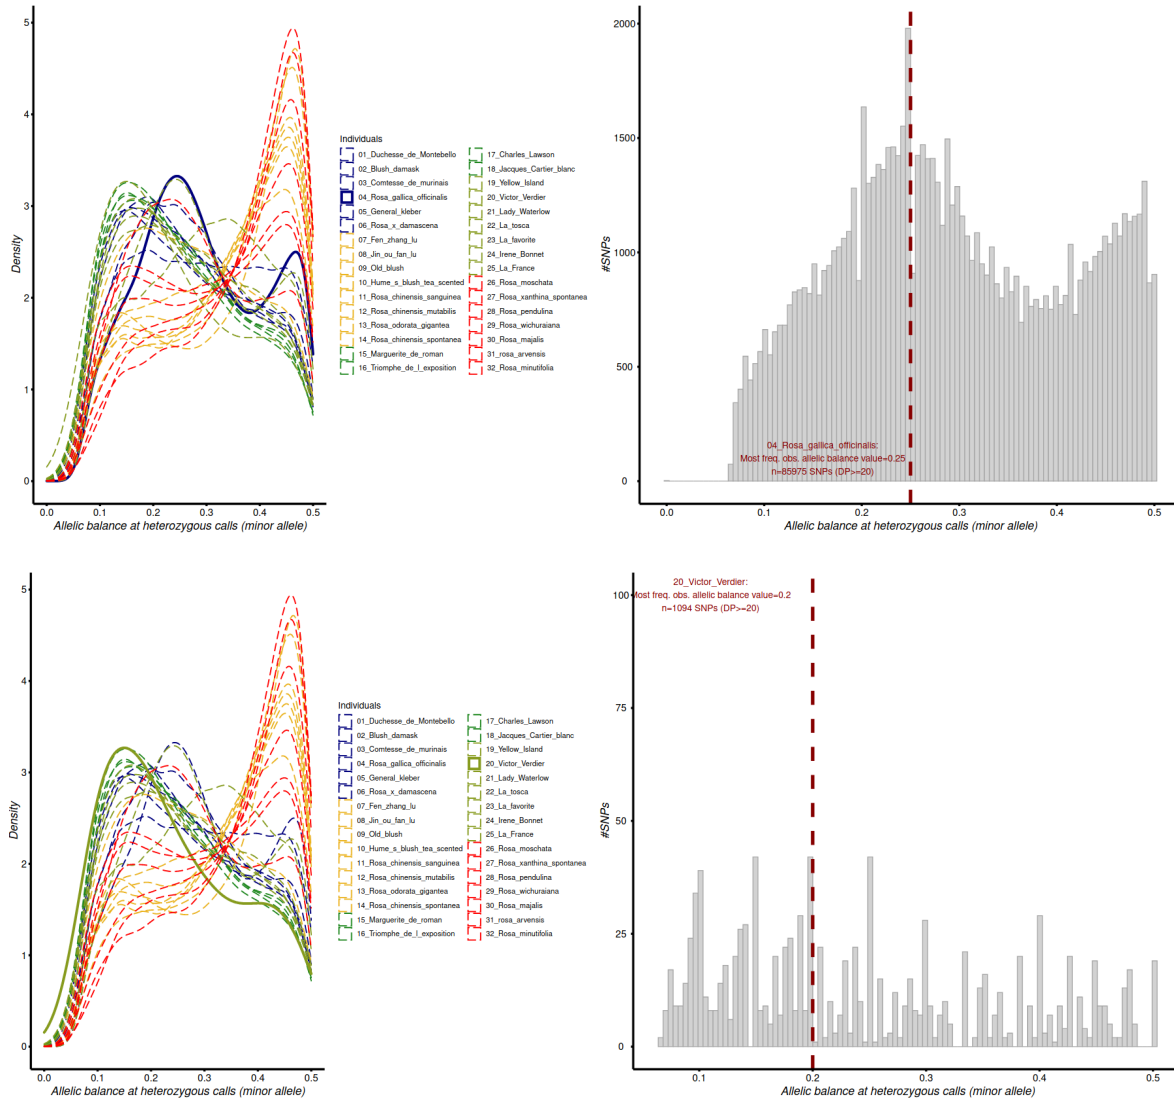 5
4
3
2
1
0
Density
0.0
0.1
0.2
0.3
0.4
0.5
Allelic balance at heterozygous calls (minor allele)
Individuals
01_Duchesse_de_Montebello
02_Blush_damask
03_Comtesse_de_murinais
04_Rosa_gallica_officinalis
05_General_kleber
06_Rosa_x_damascena
07_Fen_zhang_lu
08_Jin_ou_fan_lu
09_Old_blush
10_Hume_s_blush_tea_scented
11_Rosa_chinensis_sanguinea
12_Rosa_chinensis_mutabilis
13_Rosa_odorata_gigantea
14_Rosa_chinensis_spontanea
15_Marguerite_de_roman
16_Triomphe_de_l_exposition
17_Charles_Lawson
18_Jacques_Cartier_blanc
19_Yellow_Island
20_Victor_Verdier
21_Lady_Waterlow
22_La_tosca
23_La_favorite
24_Irene_Bonnet
25_La_France
26_Rosa_moschata
27_Rosa_xanthina_spontanea
28_Rosa_pendulina
29_Rosa_wichuraiana
30_Rosa_majalis
31_rosa_arvensis
32_Rosa_minutifolia
2000
1500
1000
500
0
#SNPs
04_Rosa_gallica_officinalis:
Most freq. obs. allelic balance value=0.25
n=85975 SNPs (DP>=20)
0.0
0.1
0.2
0.3
0.4
0.5
Allelic balance at heterozygous calls (minor allele)
5
4
3
2
1
0
Density
0.0
0.1
0.2
0.3
0.4
0.5
Allelic balance at heterozygous calls (minor allele)
Individuals
01_Duchesse_de_Montebello
02_Blush_damask
03_Comtesse_de_murinais
04_Rosa_gallica_officinalis
05_General_kleber
06_Rosa_x_damascena
07_Fen_zhang_lu
08_Jin_ou_fan_lu
09_Old_blush
10_Hume_s_blush_tea_scented
11_Rosa_chinensis_sanguinea
12_Rosa_chinensis_mutabilis
13_Rosa_odorata_gigantea
14_Rosa_chinensis_spontanea
15_Marguerite_de_roman
16_Triomphe_de_l_exposition
17_Charles_Lawson
18_Jacques_Cartier_blanc
19_Yellow_Island
20_Victor_Verdier
21_Lady_Waterlow
22_La_tosca
23_La_favorite
24_Irene_Bonnet
25_La_France
26_Rosa_moschata
27_Rosa_xanthina_spontanea
28_Rosa_pendulina
29_Rosa_wichuraiana
30_Rosa_majalis
31_rosa_arvensis
32_Rosa_minutifolia
20_Victor_Verdier:
Most freq. obs. allelic balance value=0.2
n=1094 SNPs (DP>=20)
100
75
50
25
0
#SNPs
0.1
0.2
0.3
0.4
0.5
Allelic balance at heterozygous calls (minor allele)